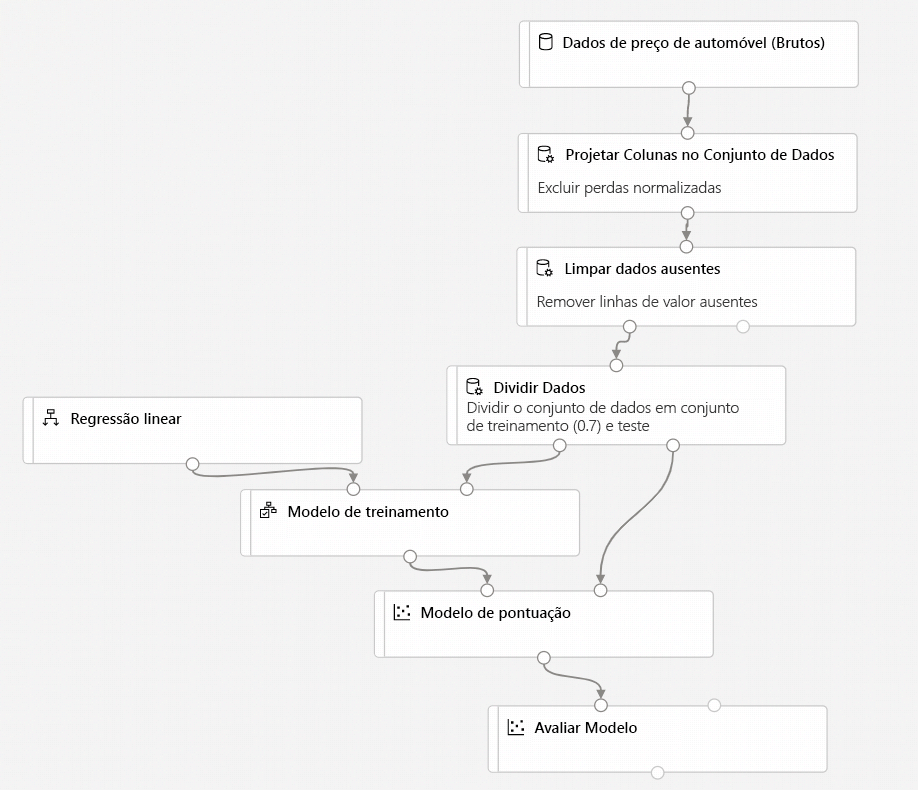 Dados de preço de automóvel (Brutos)
Projetar Colunas no Conjunto de Dados
Excluir perdas normalizadas
Limpar dados ausentes
Remover linhas de valor ausentes
Dividir Dados
Dividir o conjunto de dados em conjunto
de treinamento (0.7) e teste
Regressão linear
Modelo de treinamento
Modelo de pontuação
Avaliar Modelo